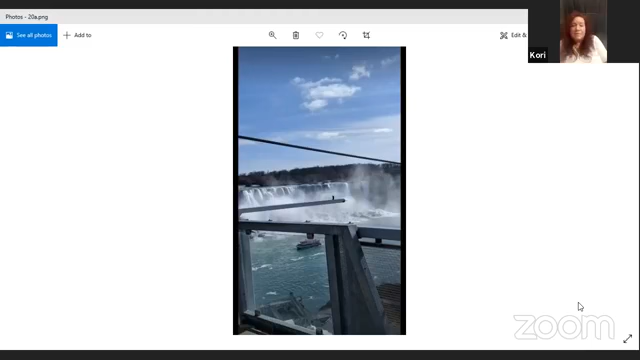 Photos - 20a.png
See all photos
Add to
Edit &
Kori
zoom